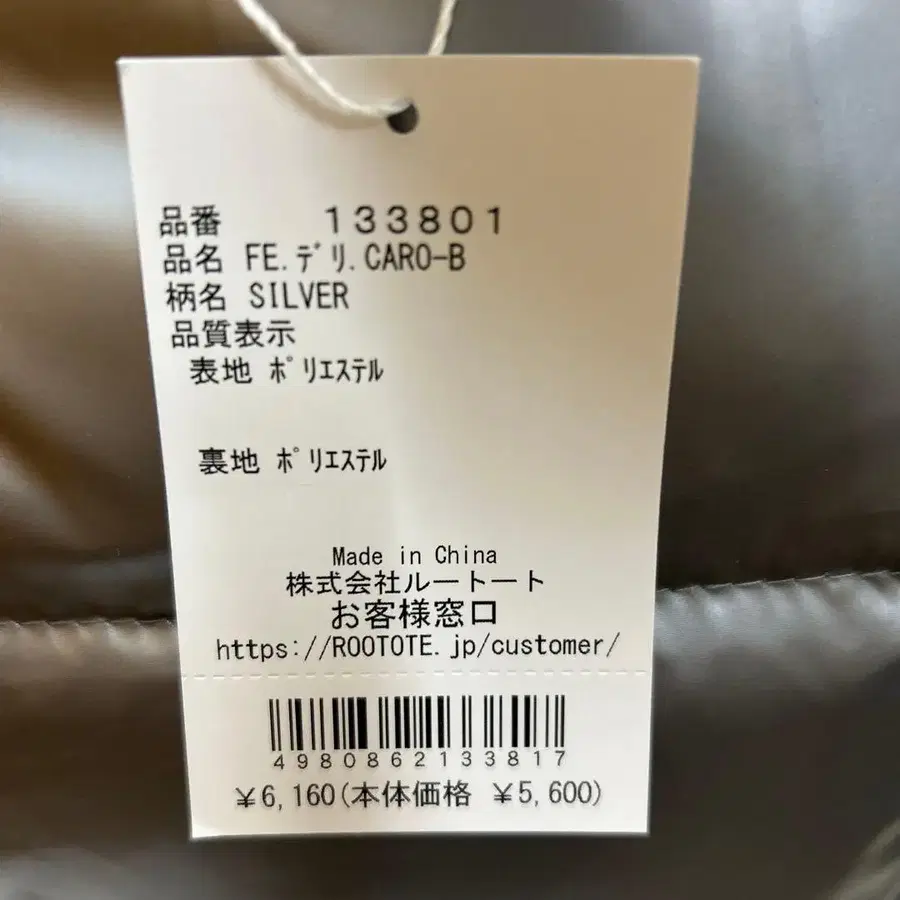 品番 133801
品名 FE.ﾃﾞﾘ.CARO-B
柄名 SILVER
品質表示
表地 ﾎﾟﾘｴｽﾃﾙ
裏地 ﾎﾟﾘｴｽﾃﾙ
Made in China
株式会社ルートート
お客様窓口
https://ROOTOTE.jp/customer/
4980862133817
¥6,160(本体価格 ¥5,600)